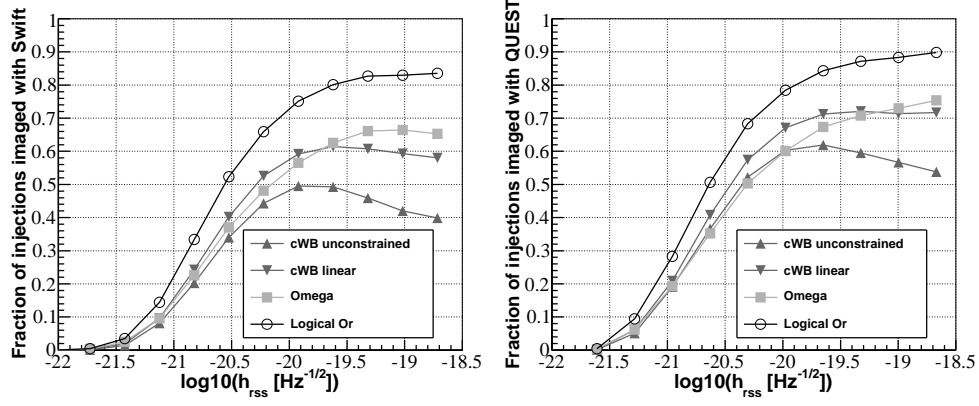 Fraction of injections imaged with Swift
1
0.9
0.8
0.7
0.6
0.5
0.4
0.3
0.2
0.1
0
cWB unconstrained
cWB linear
Omega
Logical Or
-22 -21.5 -21 -20.5 -20 -19.5 -19 -18.5
log10(h_rss [Hz^-1/2])
Fraction of injections imaged with QUEST
1
0.9
0.8
0.7
0.6
0.5
0.4
0.3
0.2
0.1
0
cWB unconstrained
cWB linear
Omega
Logical Or
-22 -21.5 -21 -20.5 -20 -19.5 -19 -18.5
log10(h_rss [Hz^-1/2])